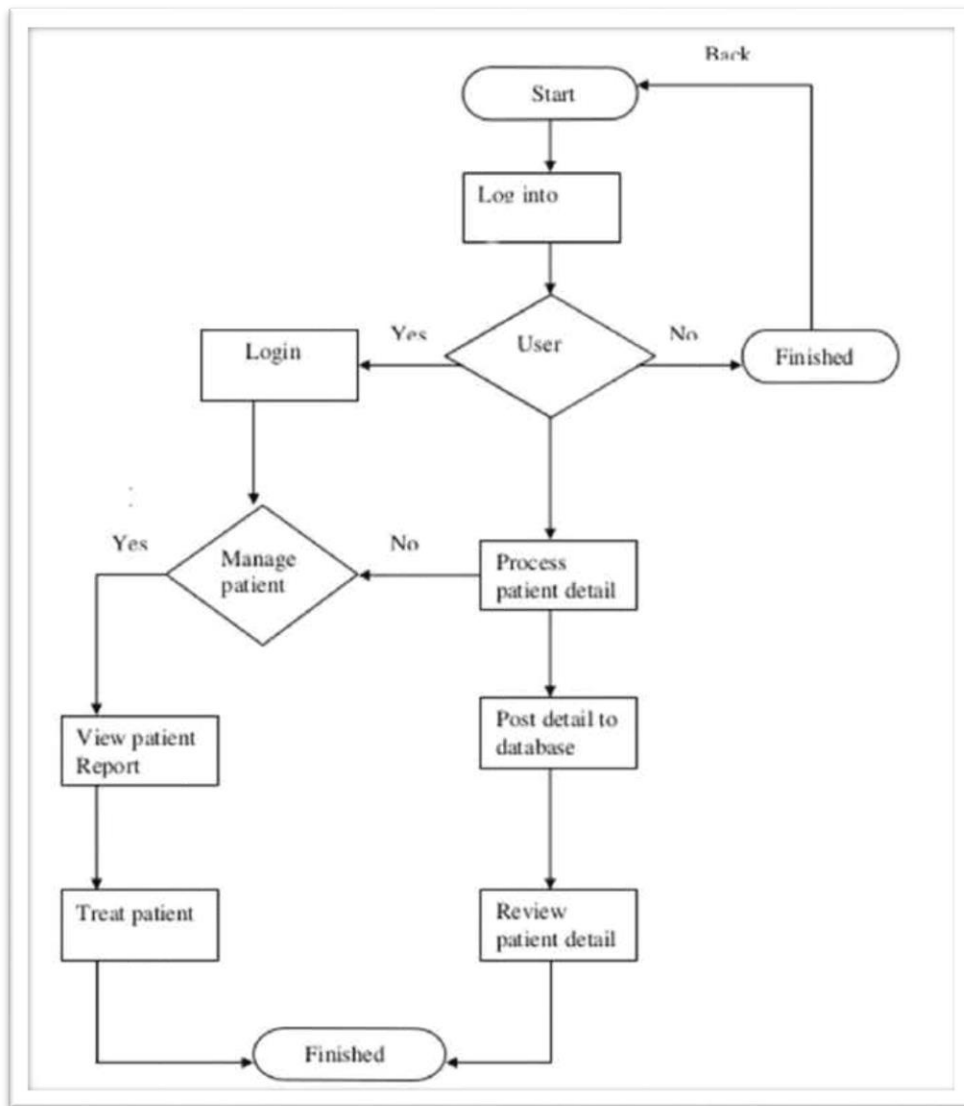 Back
Start
Log into
Yes
User
No
Login
Finished
Yes
Manage
patient
No
Process
patient detail
View patient
Report
Post detail to
database
Treat patient
Review
patient detail
Finished